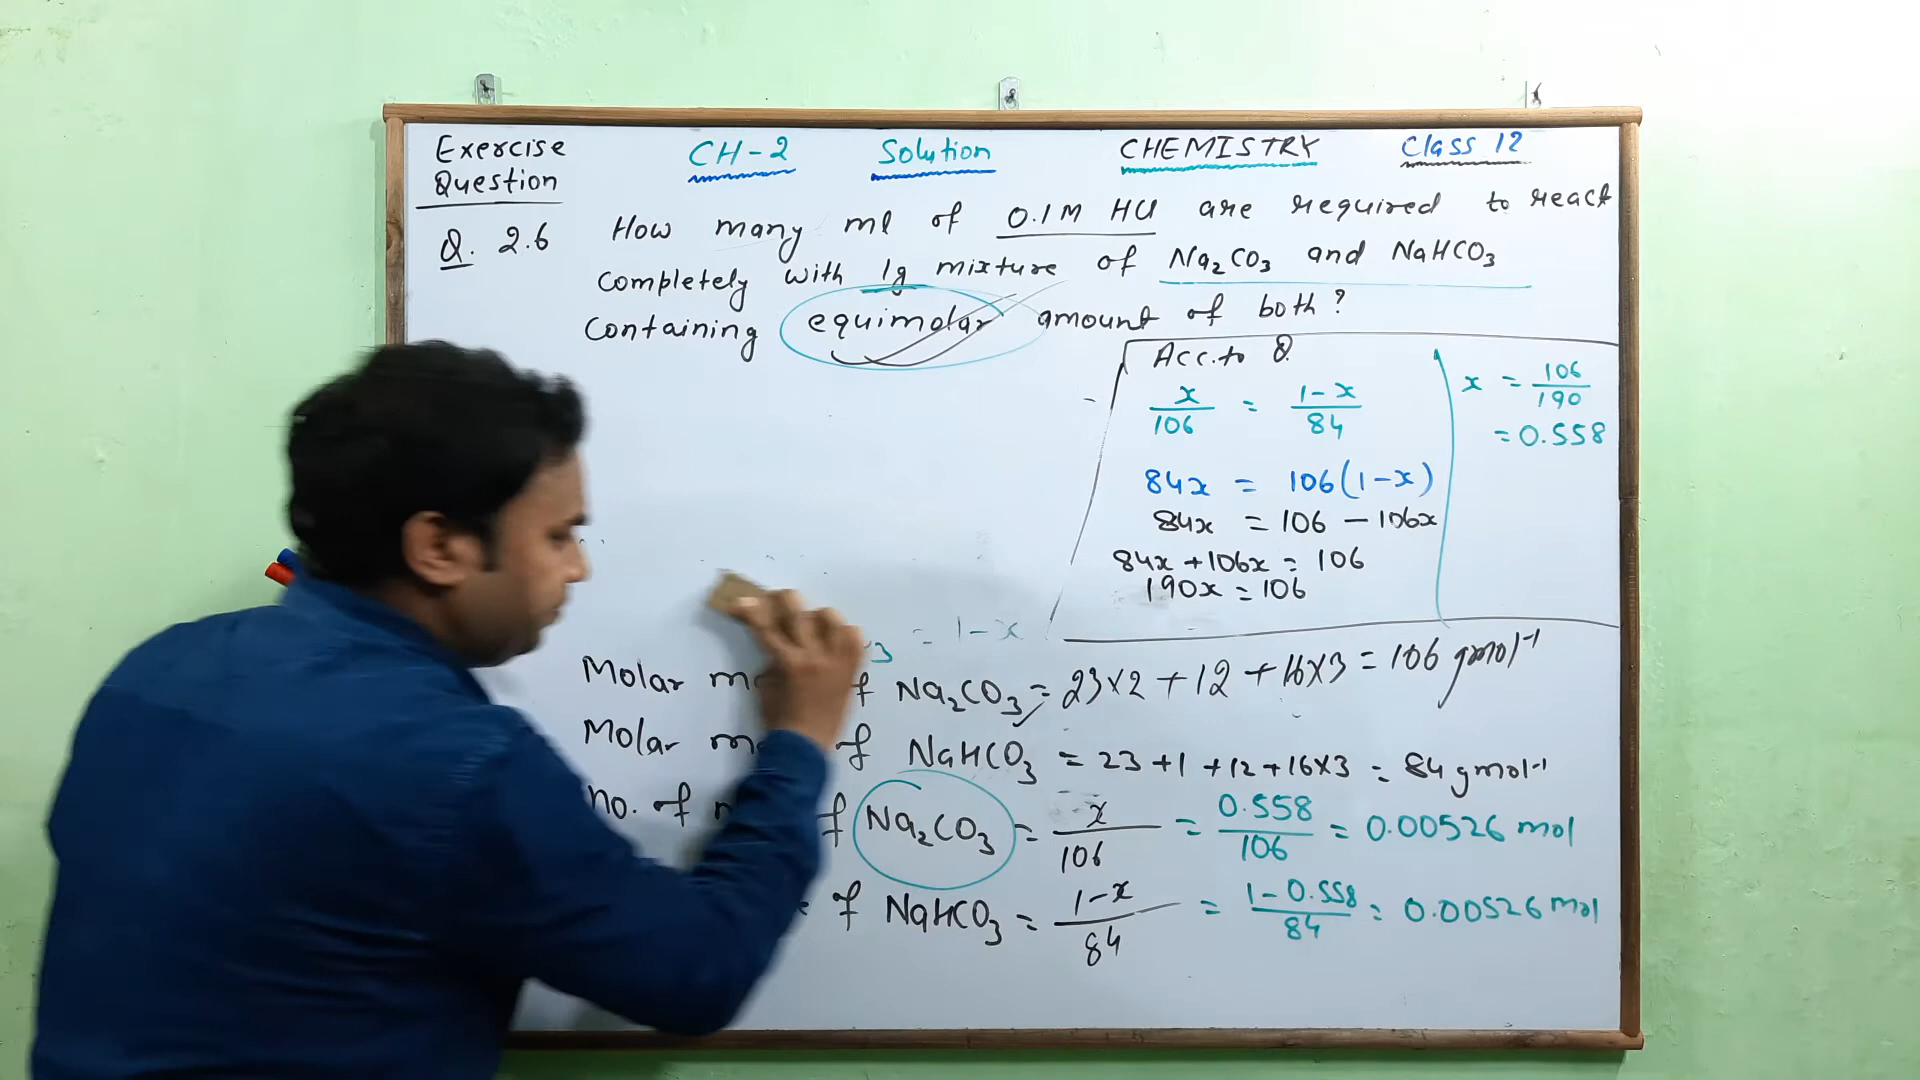 Exercise
Question
CH-2 Solution CHEMISTRY Class 12
Q. 2.6 How many ml of 0.1M HCl are required to react
completely with 1g mixture of Na₂CO₃ and NaHCO₃
containing equimolar amount of both?
Acc. to Q
x/106 = 1-x/84
84x = 106(1-x)
84x = 106 - 106x
84x + 106x = 106
190x = 106
x = 106/190
= 0.558
3 = 1-x
Molar of Na₂CO₃ = 23×2 + 12 + 16×3 = 106 gmol⁻¹
Molar of NaHCO₃ = 23 + 1 + 12 + 16×3 = 84 gmol⁻¹
no. of of Na₂CO₃ = x/106 = 0.558/106 = 0.00526 mol
of NaHCO₃ = 1-x/84 = 1-0.558/84 = 0.00526 mol